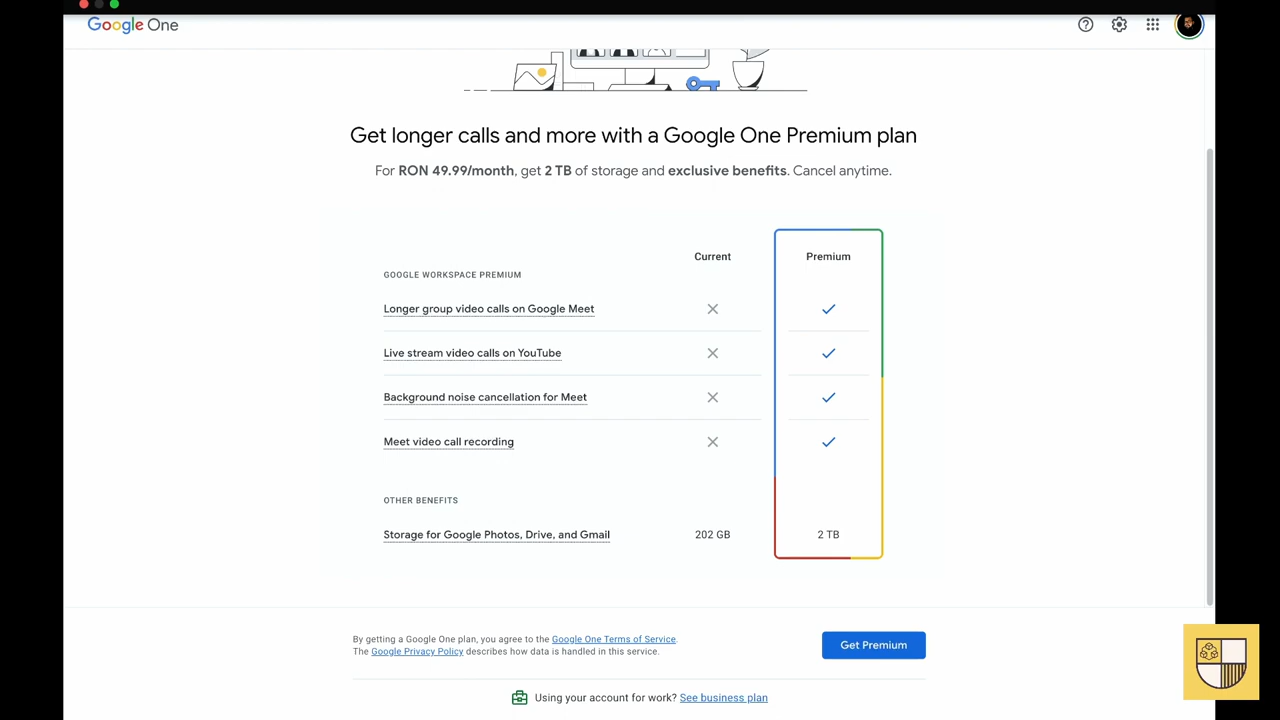 Google One
Get longer calls and more with a Google One Premium plan
For RON 49.99/month, get 2 TB of storage and exclusive benefits. Cancel anytime.
Current Premium
GOOGLE WORKSPACE PREMIUM
Longer group video calls on Google Meet
Live stream video calls on YouTube
Background noise cancellation for Meet
Meet video call recording
OTHER BENEFITS
Storage for Google Photos, Drive, and Gmail 202 GB 2 TB
By getting a Google One plan, you agree to the Google One Terms of Service.
The Google Privacy Policy describes how data is handled in this service.
Get Premium
Using your account for work? See business plan